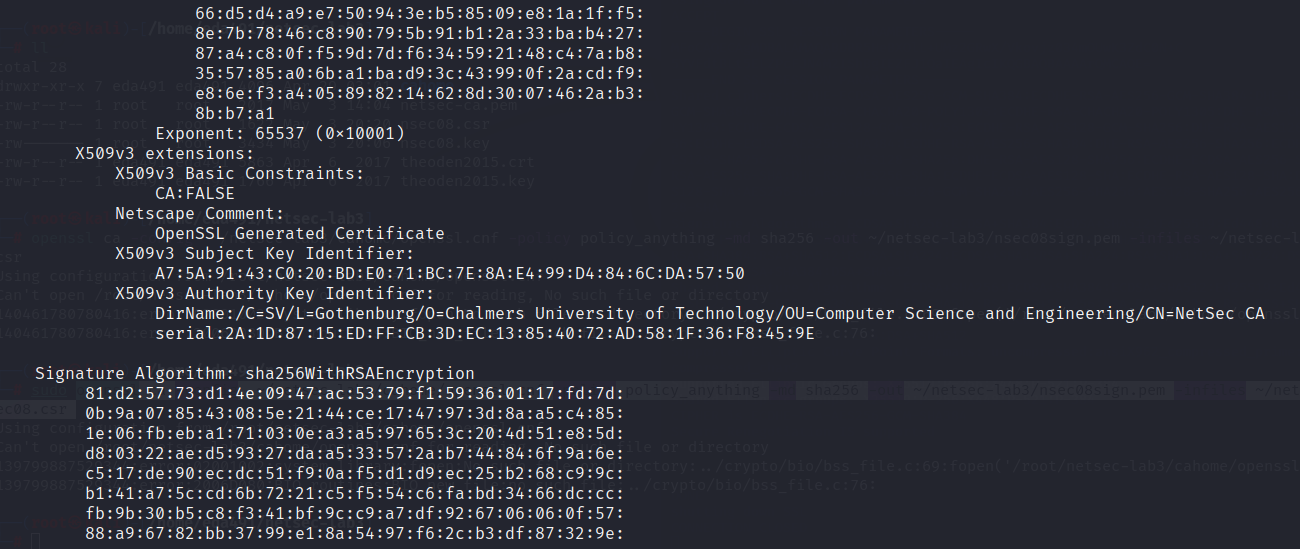 66:d5:d4:a9:e7:50:94:3e:b5:85:09:e8:1a:1f:f5:
8e:7b:78:46:c8:90:79:5b:91:b1:2a:33:ba:b4:27:
87:a4:c8:0f:f5:9d:7d:f6:34:59:21:48:c4:7a:b8:
35:57:85:a0:6b:a1:ba:d9:3c:43:99:0f:2a:cd:f9:
e8:6e:f3:a4:05:89:82:14:62:8d:30:07:46:2a:b3:
8b:b7:a1
Exponent: 65537 (0×10001)
X509v3 extensions:
X509v3 Basic Constraints:
CA:FALSE
Netscape Comment:
OpenSSL Generated Certificate
X509v3 Subject Key Identifier:
A7:5A:91:43:C0:20:BD:E0:71:BC:7E:8A:E4:99:D4:84:6C:DA:57:50
X509v3 Authority Key Identifier:
DirName:/C=SV/L=Gothenburg/O=Chalmers University of Technology/OU=Computer Science and Engineering/CN=NetSec CA
serial:2A:1D:87:15:ED:FF:CB:3D:EC:13:85:40:72:AD:58:1F:36:F8:45:9E
Signature Algorithm: sha256WithRSAEncryption
81:d2:57:73:d1:4e:09:47:ac:53:79:f1:59:36:01:17:fd:7d:
0b:9a:07:85:43:08:5e:21:44:ce:17:47:97:3d:8a:a5:c4:85:
1e:06:fb:eb:a1:71:03:0e:a3:a5:97:65:3c:20:4d:51:e8:5d:
d8:03:22:ae:d5:93:27:da:a5:33:57:2a:b7:44:84:6f:9a:6e:
c5:17:de:90:ec:dc:51:f9:0a:f5:d1:d9:ec:25:b2:68:c9:9c:
b1:41:a7:5c:cd:6b:72:21:c5:f5:54:c6:fa:bd:34:66:dc:cc:
fb:9b:30:b5:c8:f3:41:bf:9c:c9:a7:df:92:67:06:06:0f:57:
88:a9:67:82:bb:37:99:e1:8a:54:97:f6:2c:b3:df:87:32:9e: